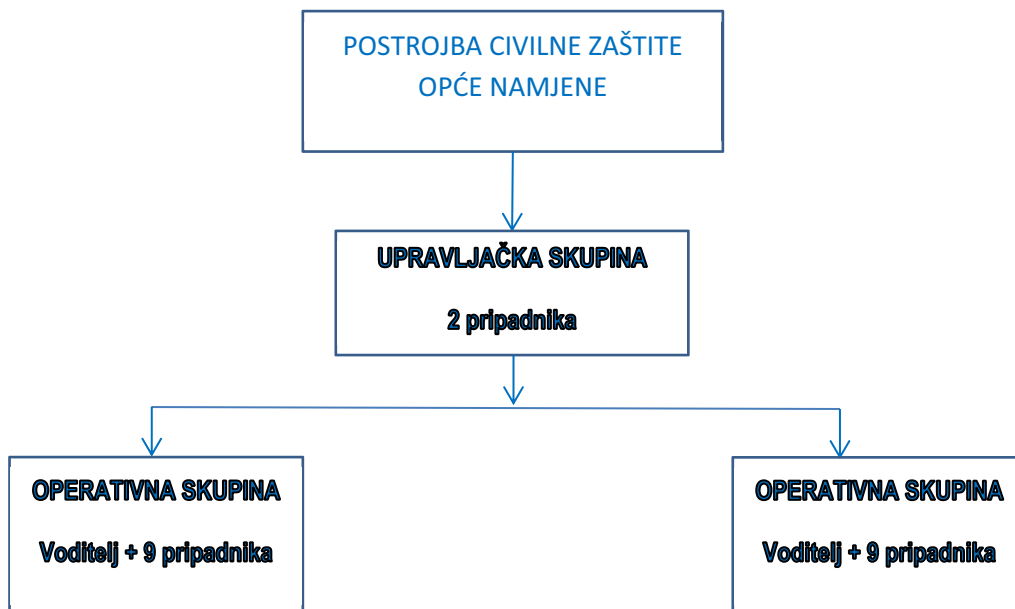 POSTROJBA CIVILNE ZAŠTITE
OPĆE NAMJENE
UPRAVLJAČKA SKUPINA
2 pripadnika
OPERATIVNA SKUPINA
Voditelj + 9 pripadnika
OPERATIVNA SKUPINA
Voditelj + 9 pripadnika